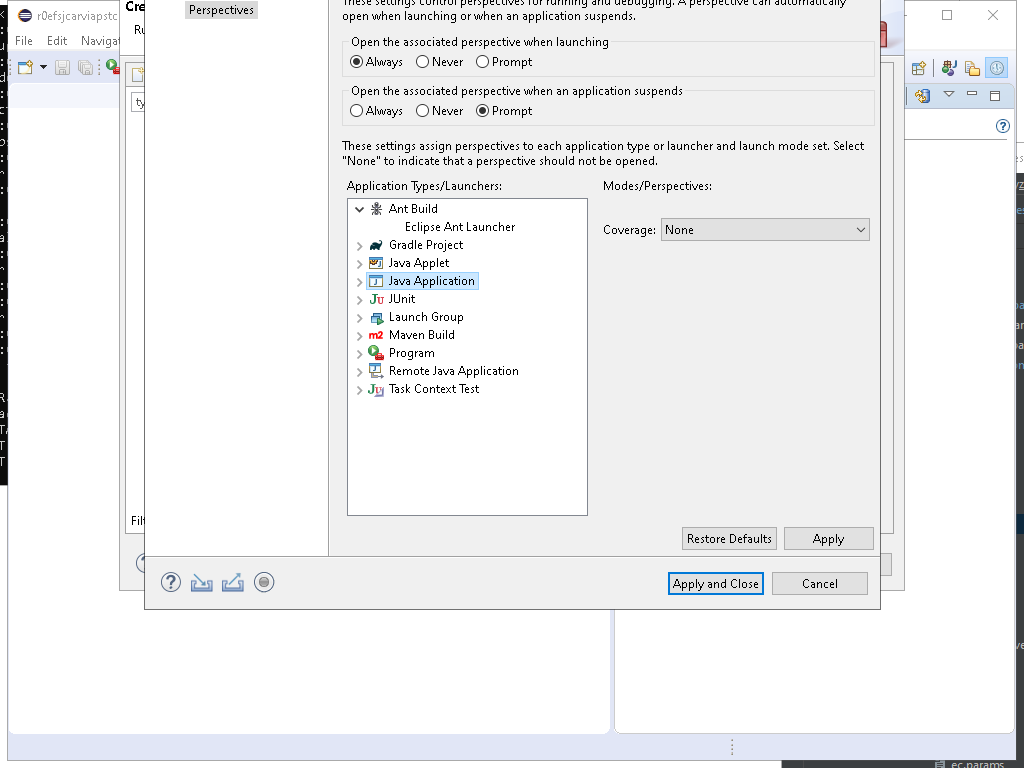 Perspectives
These settings control perspectives for running and debugging. A perspective can automatically
open when launching or when an application suspends.
r0efsjcarviapstc
File Edit Navigat
Cre
Ru
Open the associated perspective when launching
Always Never Prompt
Open the associated perspective when an application suspends
Always Never Prompt
ty
These settings assign perspectives to each application type or launcher and launch mode set. Select
"None" to indicate that a perspective should not be opened.
Application Types/Launchers:
Modes/Perspectives:
Ant Build
Eclipse Ant Launcher
Coverage: None
Gradle Project
Java Applet
Java Application
JUnit
Launch Group
Maven Build
Program
Remote Java Application
Task Context Test
Filt
Restore Defaults Apply
Apply and Close Cancel
ec.params